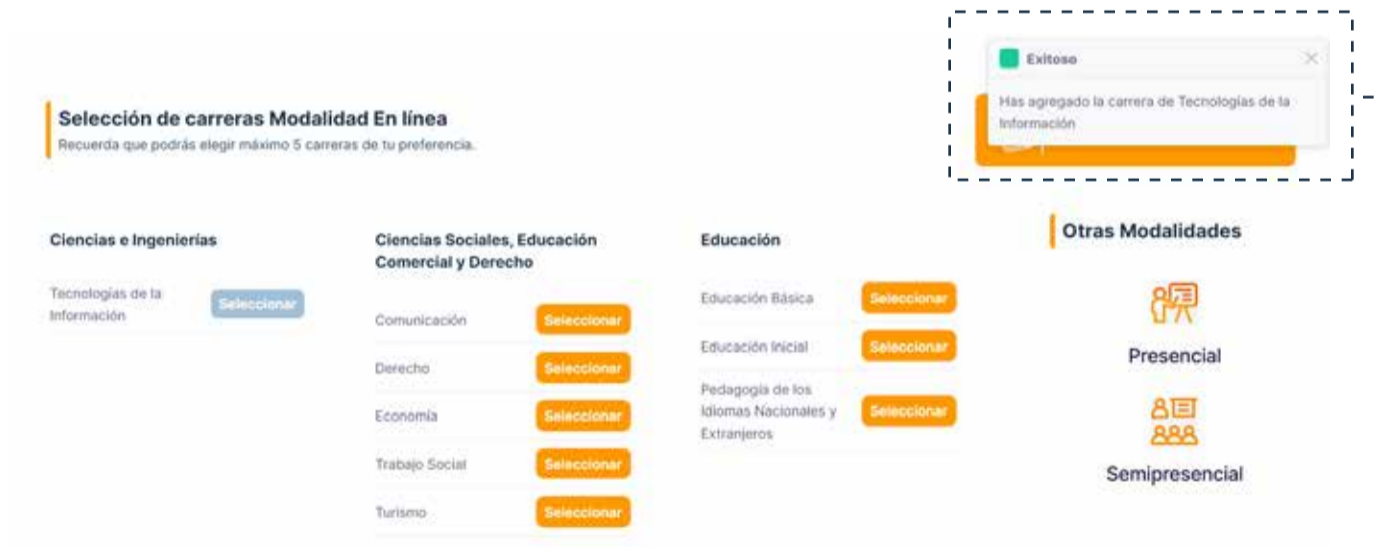 Exitoso
Has agregado la carrera de Tecnologías de la
Información
Selección de carreras Modalidad En línea
Recuerda que podrás elegir máximo 5 carreras de tu preferencia.
Ciencias e Ingenierías
Tecnologías de la
Información
Seleccionar
Ciencias Sociales, Educación
Comercial y Derecho
Comunicación
Seleccionar
Derecho
Seleccionar
Economía
Seleccionar
Trabajo Social
Seleccionar
Turismo
Seleccionar
Educación
Educación Básica
Seleccionar
Educación Inicial
Seleccionar
Pedagogía de los
Idiomas Nacionales y
Extranjeros
Seleccionar
Otras Modalidades
Presencial
Semipresencial